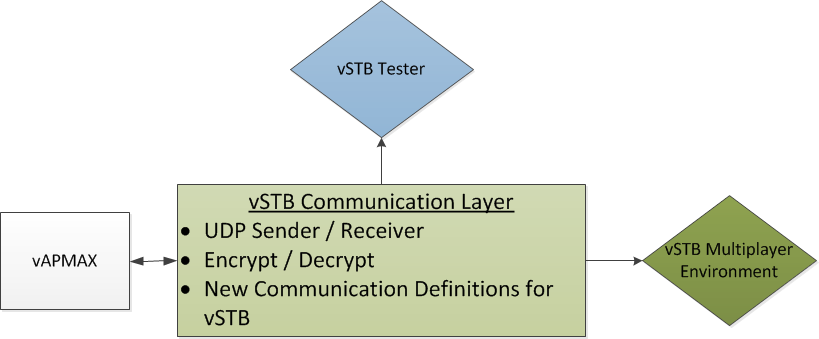 vSTB Tester
vSTB Communication Layer
• UDP Sender / Receiver
• Encrypt / Decrypt
• New Communication Definitions for
vSTB
vAPMAX
vSTB Multiplayer
Environment